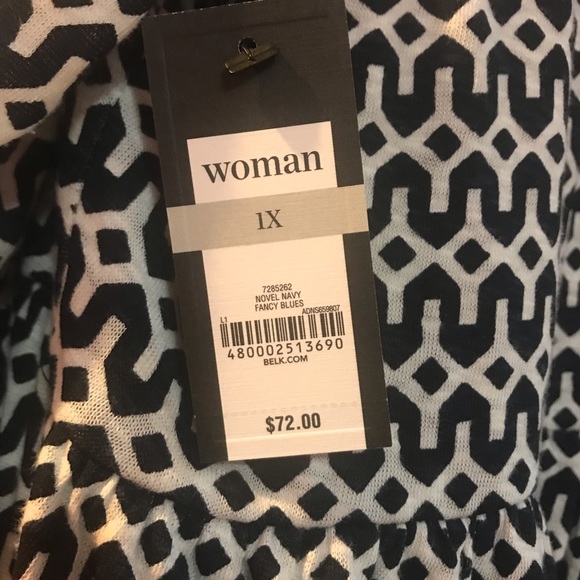 woman
1X
7285262
NOVEL NAVY
FANCY BLUES
L1
ADNS659807
480002513690
BELK.COM
$72.00